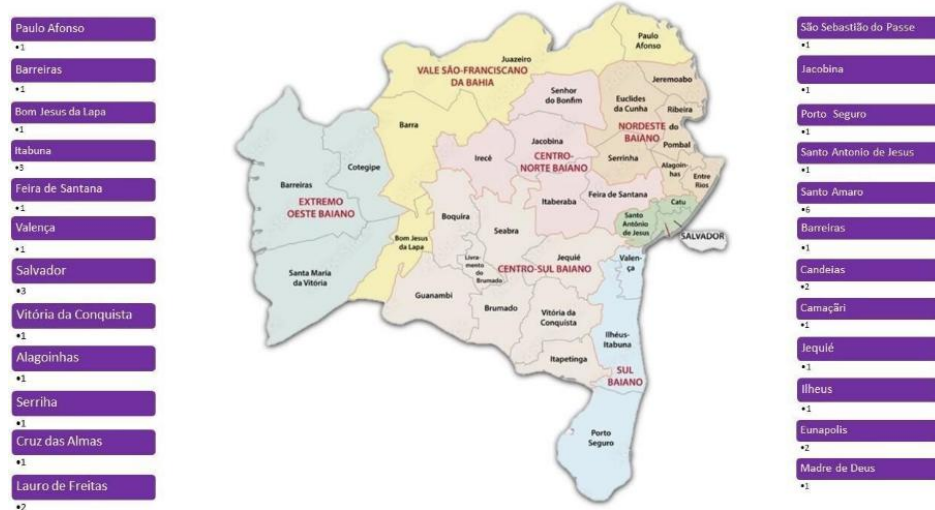 Paulo Afonso
•1
Barreiras
•1
Bom Jesus da Lapa
•1
Itabuna
•3
Feira de Santana
•1
Valença
•1
Salvador
•3
Vitória da Conquista
•1
Alagoinhas
•1
Serriha
•1
Cruz das Almas
•1
Lauro de Freitas
•2
Paulo
Afonso
Juazeiro
VALE SÃO-FRANCISCANO
DA BAHIA
Jeremoabo
Senhor
do Bonfim
Euclides
da Cunha
Ribeira
do
Pombal
NORDESTE
BAIANO
Barra
Jacobina
Irecê
CENTRO-
NORTE BAIANO
Serrinha
Cotegipe
Alagoi-
nhas
Entre
Rios
Barreiras
EXTREMO
OESTE BAIANO
Itaberaba
Feira de Santana
Catu
Boquira
Santo
Antônio
de Jesus
Seabra
SALVADOR
Bom Jesus
da Lapa
Livra-
mento
do
Brumado
Jequié
CENTRO-SUL BAIANO
Valen-
ça
Santa Maria
da Vitória
Guanambi
Brumado
Vitória da
Conquista
Ilhéus-
Itabuna
Itapetinga
SUL
BAIANO
Porto
Seguro
São Sebastião do Passe
•1
Jacobina
•1
Porto Seguro
•1
Santo Antonio de Jesus
•1
Santo Amaro
•6
Barreiras
•1
Candeias
•2
Camaçãri
•1
Jequié
•1
Ilheus
•1
Eunapolis
•2
Madre de Deus
•1